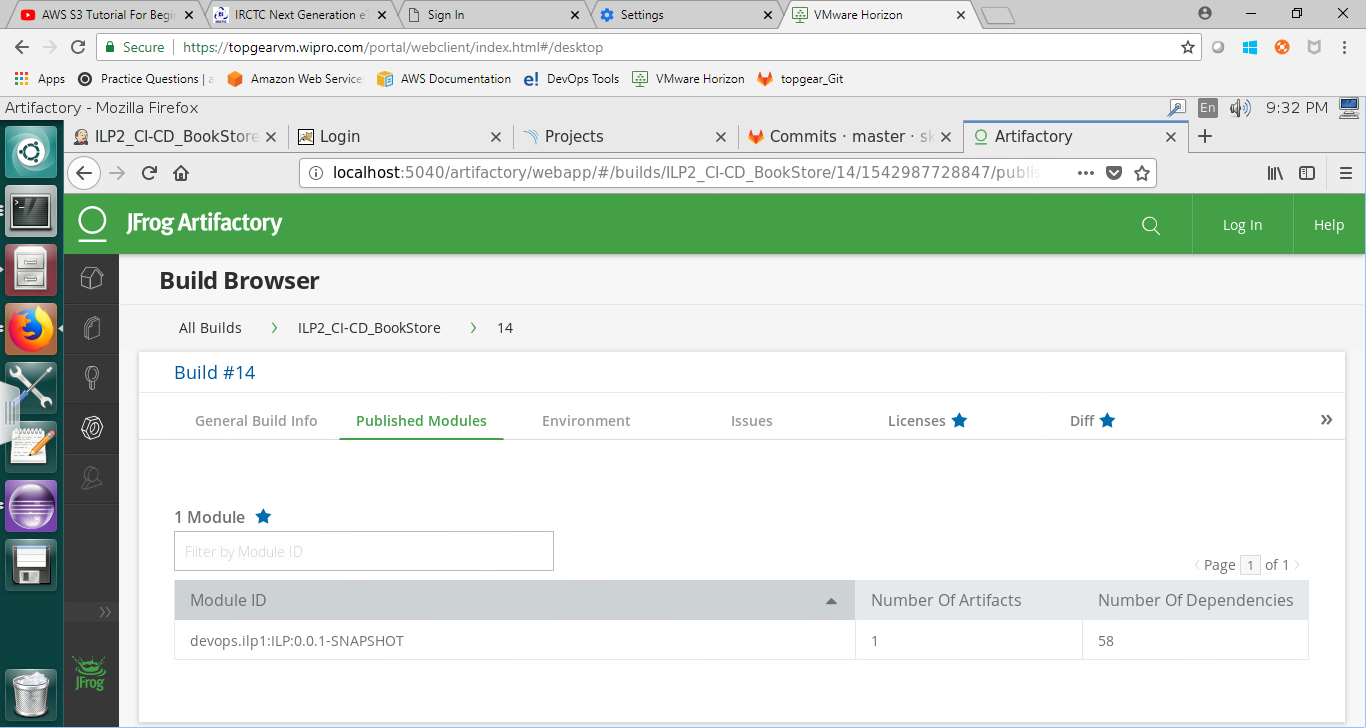 AWS S3 Tutorial For Begin
IRCTC Next Generation eT
Sign In
Settings
VMware Horizon
Secure
https://topgearvm.wipro.com/portal/webclient/index.html#/desktop
Apps
Practice Questions | a
Amazon Web Service
AWS Documentation
e!
DevOps Tools
VMware Horizon
topgear_Git
Artifactory - Mozilla Firefox
En
9:32 PM
ILP2_CI-CD_BookStore
Login
Projects
Commits · master · sk
Artifactory
localhost:5040/artifactory/webapp/#/builds/ILP2_CI-CD_BookStore/14/1542987728847/publis
JFrog Artifactory
Log In
Help
Build Browser
All Builds
ILP2_CI-CD_BookStore
14
Build #14
General Build Info
Published Modules
Environment
Issues
Licenses
Diff
1 Module
Filter by Module ID
Page 1 of 1
Module ID
Number Of Artifacts
Number Of Dependencies
devops.ilp1:ILP:0.0.1-SNAPSHOT
1
58
JFrog